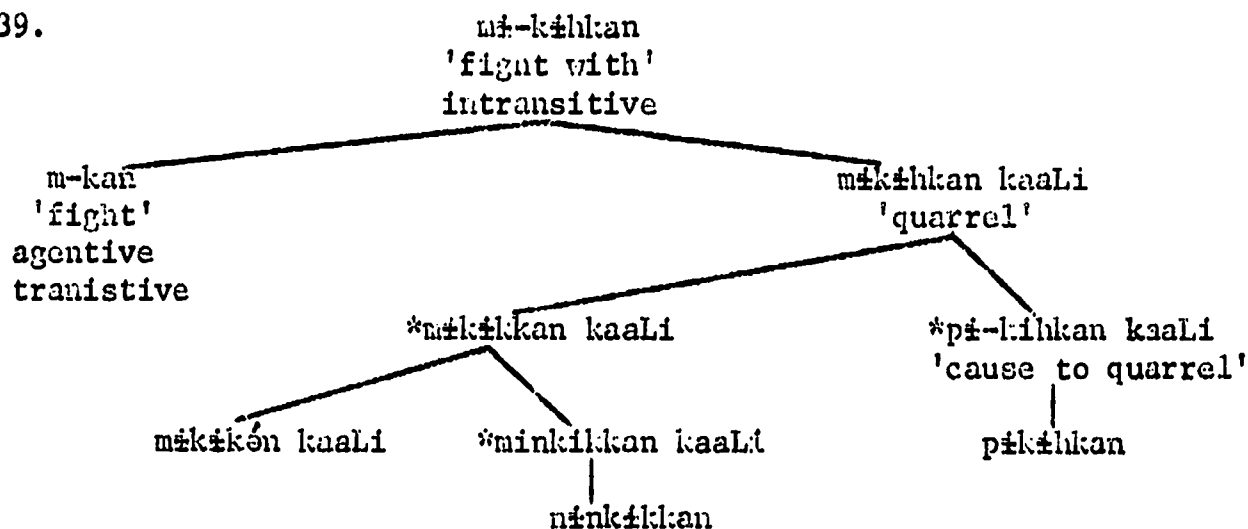 39.
mɨ-kɨhkan
'fight with'
intransitive
m-kan mɨkɨhkan kaaLi
'fight' 'quarrel'
agentive
tranistive
*mɨkɨkkan kaaLi *pɨ-kihkan kaaLi
'cause to quarrel'
mɨkɨkə́n kaaLi *minkikkan kaaLi pɨkɨhkan
nɨnkɨkkan